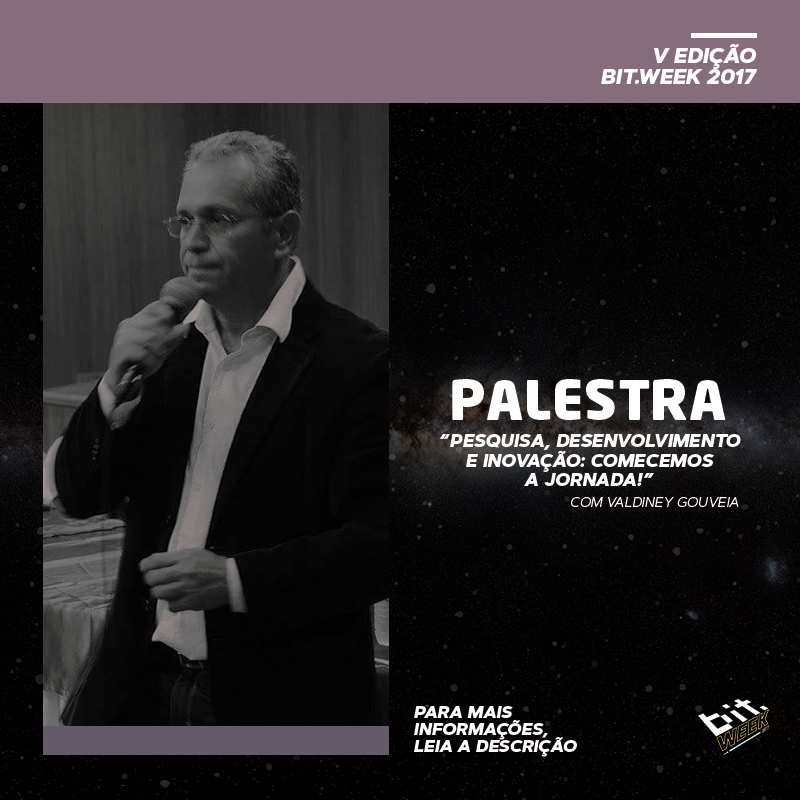 V EDIÇÃO
BIT.WEEK 2017
PALESTRA
“PESQUISA, DESENVOLVIMENTO
E INOVAÇÃO: COMECEMOS
A JORNADA!”
COM VALDINEY GOUVEIA
PARA MAIS
INFORMAÇÕES,
LEIA A DESCRIÇÃO
bit.
WEEK